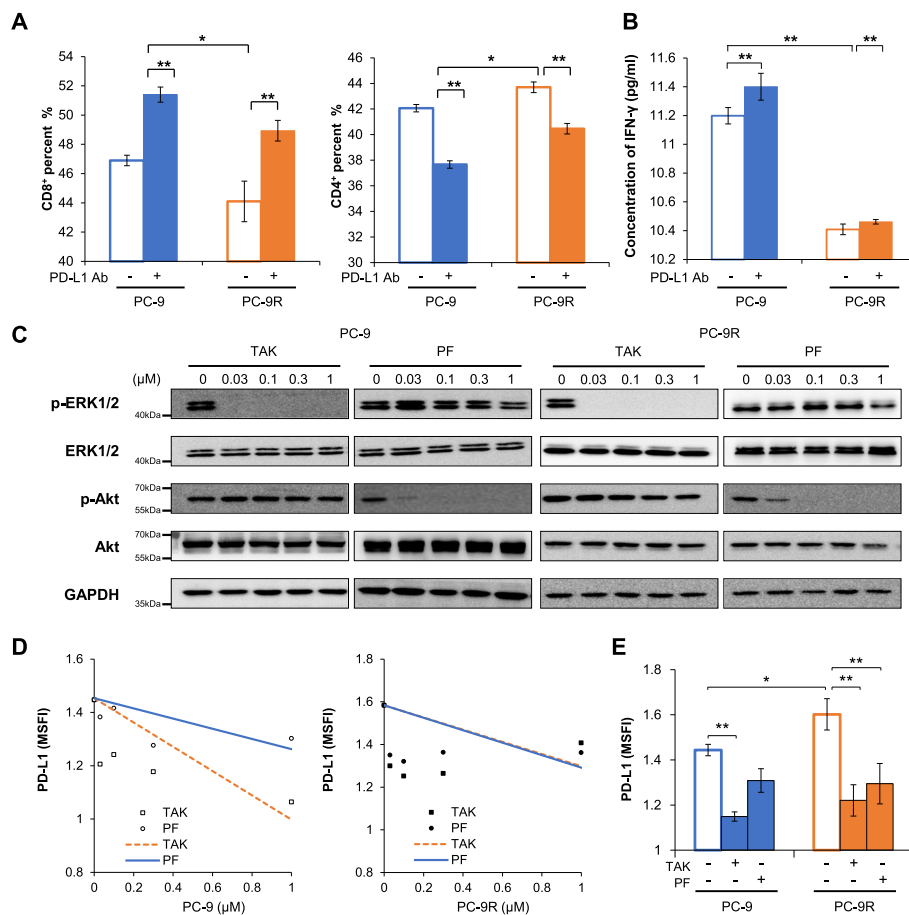 A
B
CD8⁺ percent %
54
52
50
48
46
44
42
40
*
**
**
PD-L1 Ab
- + - +
PC-9 PC-9R
CD4⁺ percent %
46
44
42
40
38
36
34
32
30
*
**
**
PD-L1 Ab
- + - +
PC-9 PC-9R
Concentration of IFN-γ (pg/ml)
11.6
11.4
11.2
11
10.8
10.6
10.4
10.2
**
**
**
PD-L1 Ab
- + - +
PC-9 PC-9R
C
PC-9 PC-9R
TAK PF TAK PF
(μM) 0 0.03 0.1 0.3 1 0 0.03 0.1 0.3 1 0 0.03 0.1 0.3 1 0 0.03 0.1 0.3 1
p-ERK1/2
40kDa
ERK1/2
40kDa
p-Akt
70kDa
55kDa
Akt
70kDa
55kDa
GAPDH
35kDa
D
PD-L1 (MSFI)
1.6
1.4
1.2
1
0.8
TAK
PF
TAK
PF
0 0.2 0.4 0.6 0.8 1
PC-9 (μM)
PD-L1 (MSFI)
1.8
1.6
1.4
1.2
1
0.8
TAK
PF
TAK
PF
0 0.2 0.4 0.6 0.8 1
PC-9R (μM)
E
PD-L1 (MSFI)
1.8
1.6
1.4
1.2
1
*
**
**
**
TAK - + - - + -
PF - - + - - +
PC-9 PC-9R